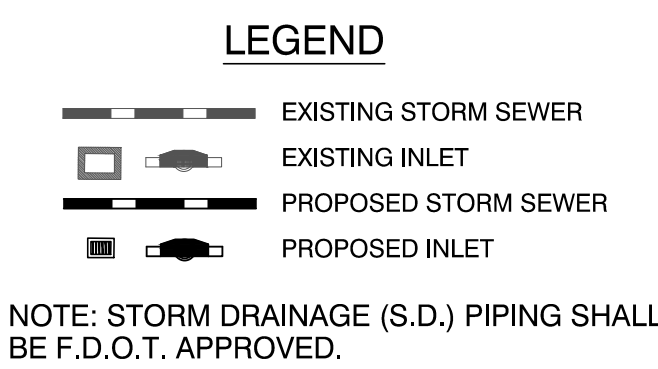 LEGEND
EXISTING STORM SEWER
EXISTING INLET
PROPOSED STORM SEWER
PROPOSED INLET
NOTE: STORM DRAINAGE (S.D.) PIPING SHALL
BE F.D.O.T. APPROVED.